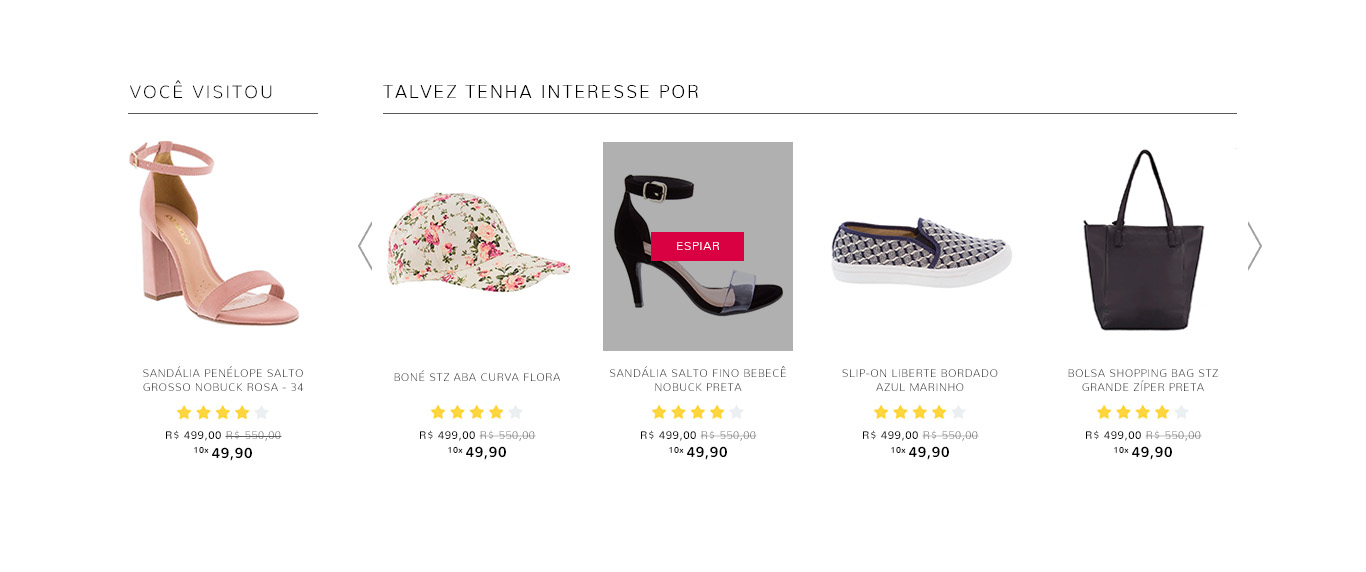 VOCÊ VISITOU
TALVEZ TENHA INTERESSE POR
ESPIAR
SANDÁLIA PENÉLOPE SALTO
GROSSO NOBUCK ROSA - 34
R$ 499,00 R$ 550,00
10x 49,90
BONÉ STZ ABA CURVA FLORA
R$ 499,00 R$ 550,00
10x 49,90
SANDÁLIA SALTO FINO BEBECÊ
NOBUCK PRETA
R$ 499,00 R$ 550,00
10x 49,90
SLIP-ON LIBERTE BORDADO
AZUL MARINHO
R$ 499,00 R$ 550,00
10x 49,90
BOLSA SHOPPING BAG STZ
GRANDE ZÍPER PRETA
R$ 499,00 R$ 550,00
10x 49,90